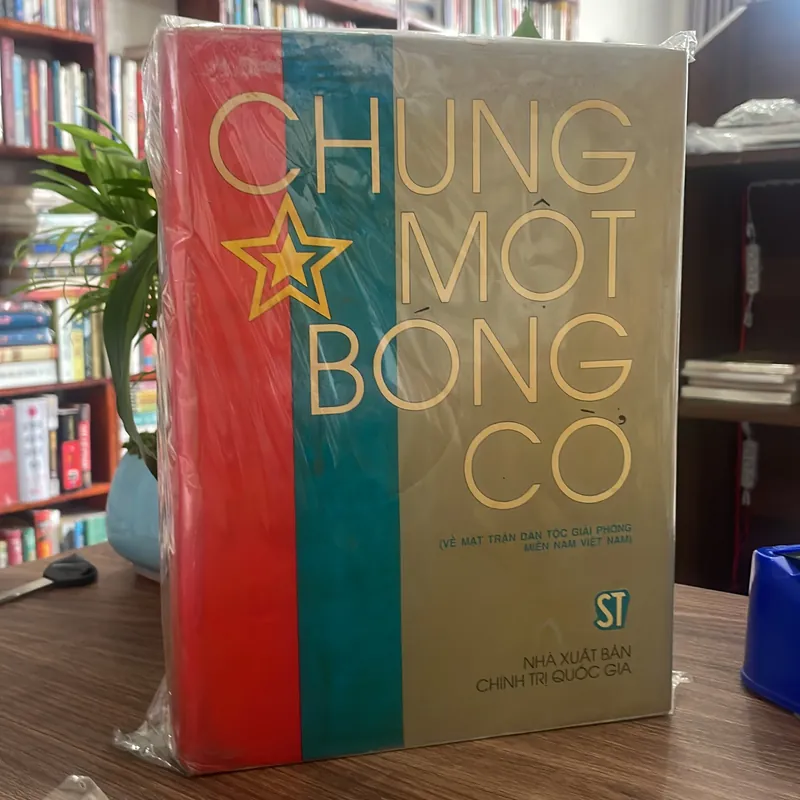 CHUNG
MỘT
BÓNG
CỜ
(VỀ MẶT TRẬN DÂN TỘC GIẢI PHÓNG
MIỀN NAM VIỆT NAM)
ST
NHÀ XUẤT BẢN
CHÍNH TRỊ QUỐC GIA